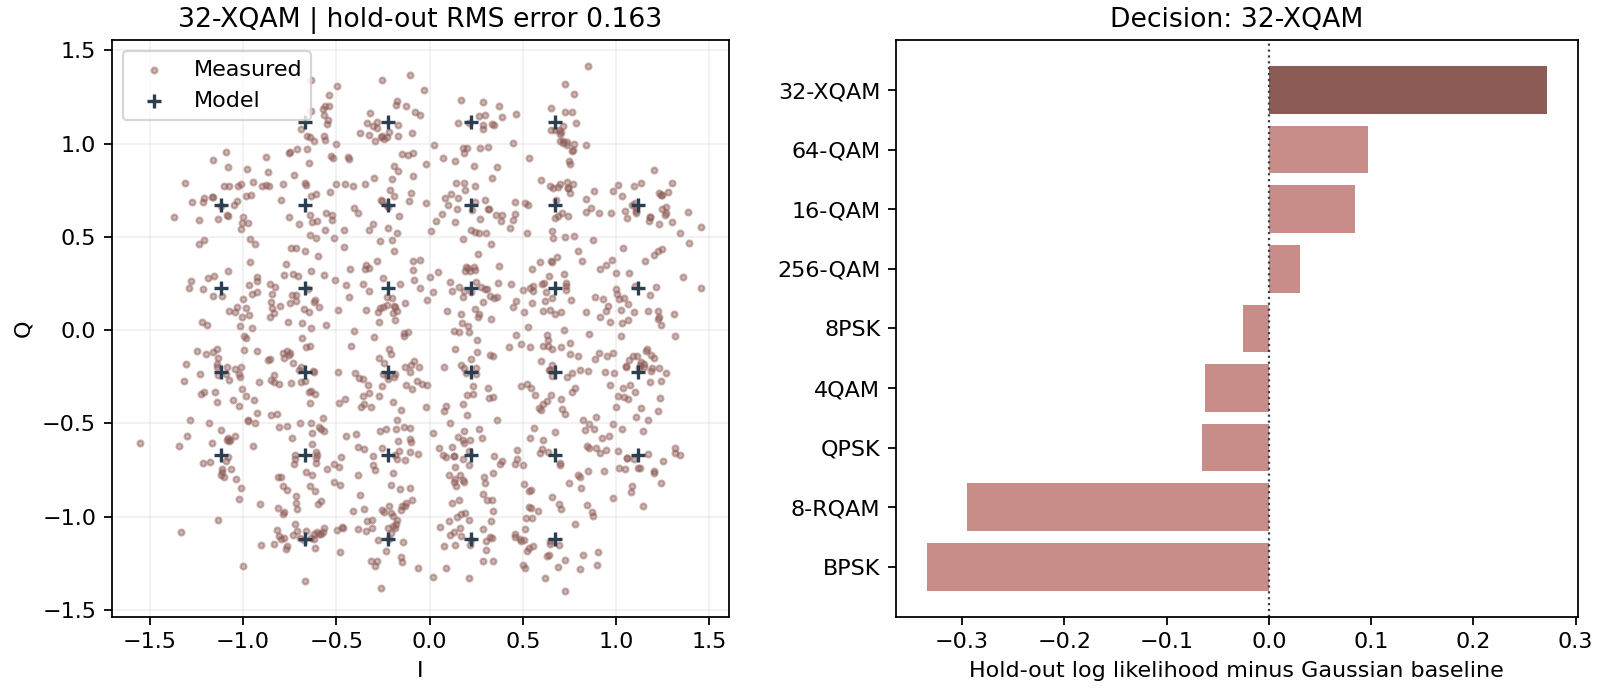 32-XQAM | hold-out RMS error 0.163
Measured
Model
1.5
1.0
0.5
0.0
−0.5
−1.0
−1.5
Q
−1.5
−1.0
−0.5
0.0
0.5
1.0
1.5
I
Decision: 32-XQAM
32-XQAM
64-QAM
16-QAM
256-QAM
8PSK
4QAM
QPSK
8-RQAM
BPSK
−0.3
−0.2
−0.1
0.0
0.1
0.2
0.3
Hold-out log likelihood minus Gaussian baseline